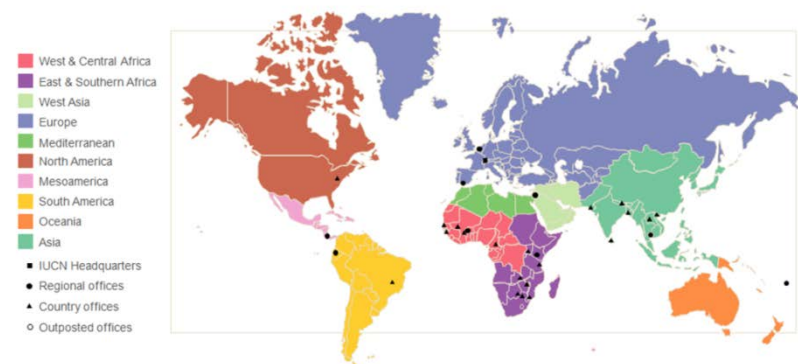 West & Central Africa
East & Southern Africa
West Asia
Europe
Mediterranean
North America
Mesoamerica
South America
Oceania
Asia
IUCN Headquarters
Regional offices
Country offices
Outposted offices